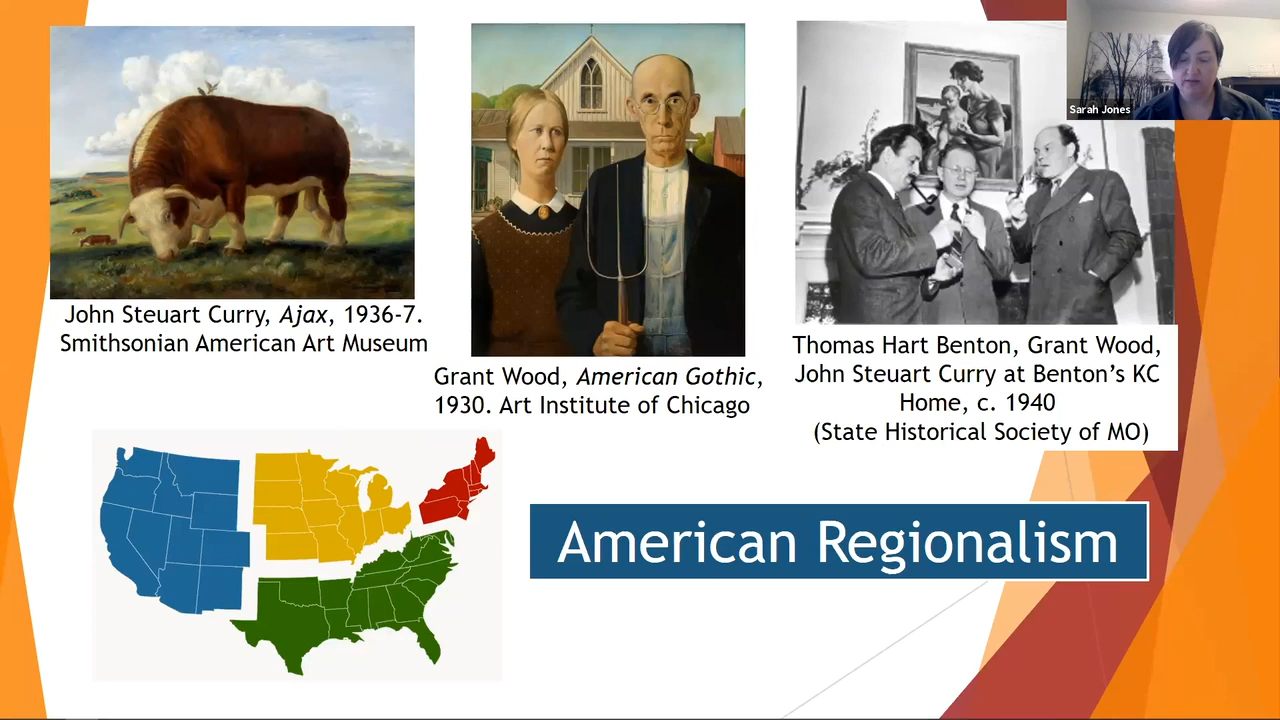 Sarah Jones
John Steuart Curry, Ajax, 1936-7.
Smithsonian American Art Museum
Grant Wood, American Gothic,
1930. Art Institute of Chicago
Thomas Hart Benton, Grant Wood,
John Steuart Curry at Benton’s KC
Home, c. 1940
(State Historical Society of MO)
American Regionalism